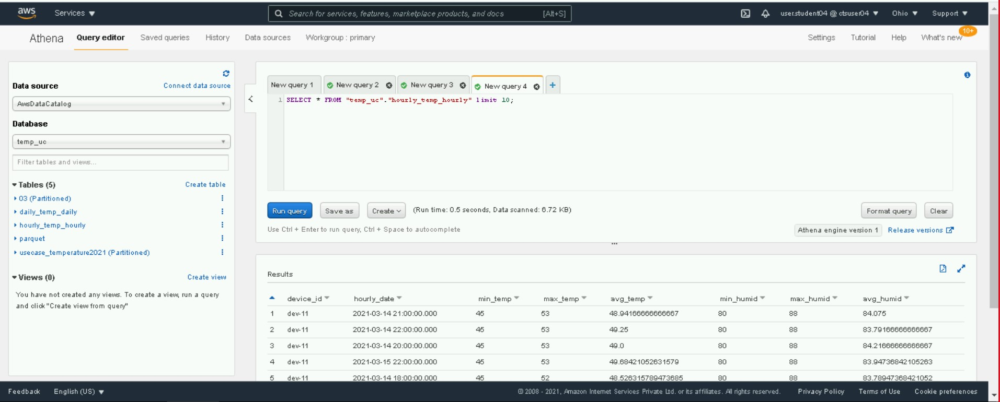 aws Services Search for services, features, marketplace products, and docs [Alt+S] user.student04 @ ctsuser04 Ohio Support
Athena Query editor Saved queries History Data sources Workgroup : primary Settings Tutorial Help What's new 10+
Data source Connect data source
AwsDataCatalog
Database
temp_uc
Filter tables and views...
Tables (5) Create table
03 (Partitioned)
daily_temp_daily
hourly_temp_hourly
parquet
usecase_temperature2021 (Partitioned)
Views (0) Create view
You have not created any views. To create a view, run a query
and click "Create view from query"
New query 1 New query 2 New query 3 New query 4 +
1 SELECT * FROM "temp_uc"."hourly_temp_hourly" limit 10;
Run query Save as Create (Run time: 0.5 seconds, Data scanned: 6.72 KB) Format query Clear
Use Ctrl + Enter to run query, Ctrl + Space to autocomplete Athena engine version 1 Release versions
Results
device_id hourly_date min_temp max_temp avg_temp min_humid max_humid avg_humid
1 dev-11 2021-03-14 21:00:00.000 45 53 48.94166666666667 80 88 84.075
2 dev-11 2021-03-14 22:00:00.000 45 53 49.25 80 88 83.79166666666667
3 dev-11 2021-03-14 20:00:00.000 45 53 49.0 80 88 84.21666666666667
4 dev-11 2021-03-15 22:00:00.000 45 53 49.68421052631579 80 88 83.94736842105263
5 dev-11 2021-03-14 18:00:00.000 45 52 48.526315789473685 80 88 83.78947368421052
Feedback English (US) © 2008 - 2021, Amazon Internet Services Private Ltd. or its affiliates. All rights reserved. Privacy Policy Terms of Use Cookie preferences